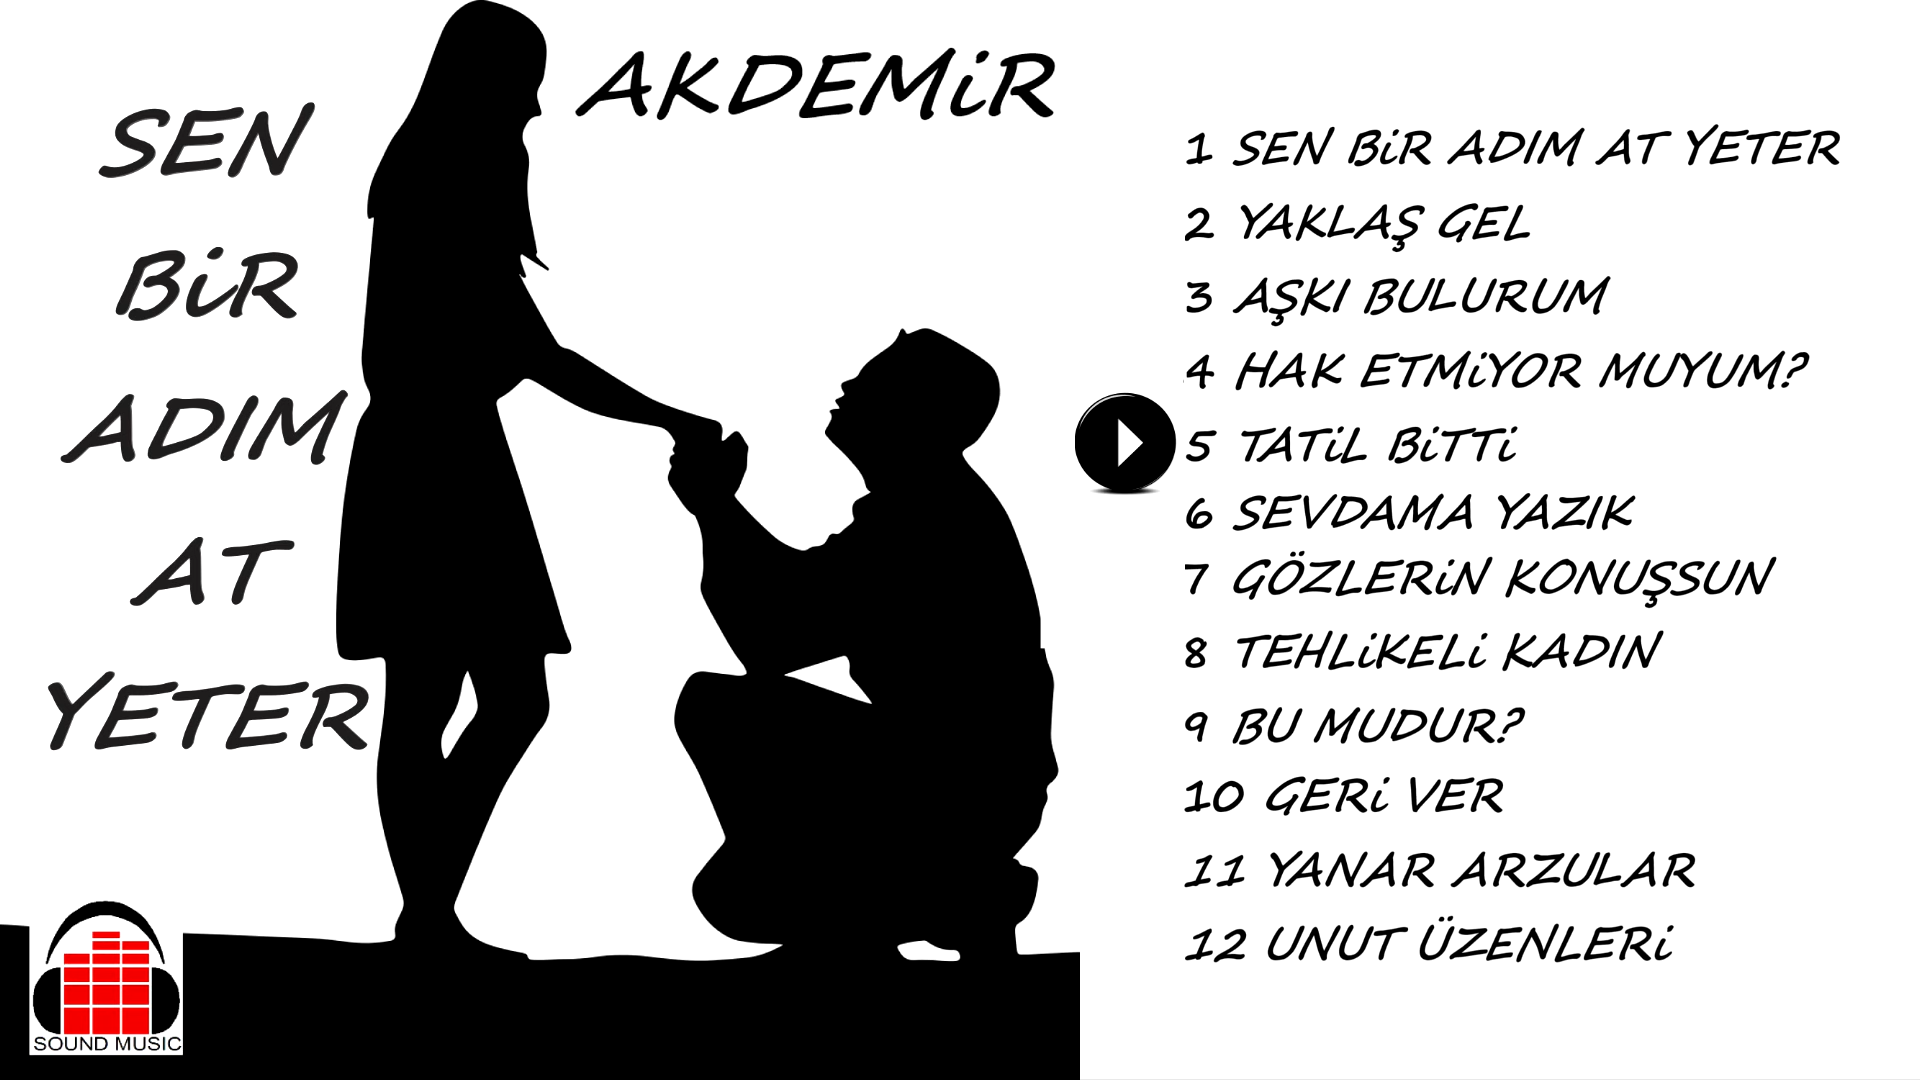 SEN
BiR
ADIM
AT
YETER
AKDEMiR
1 SEN BiR ADIM AT YETER
2 YAKLAŞ GEL
3 AŞKI BULURUM
4 HAK ETMiYOR MUYUM?
5 TATiL BiTTi
6 SEVDAMA YAZIK
7 GÖZLERiN KONUŞSUN
8 TEHLiKELi KADIN
9 BU MUDUR?
10 GERi VER
11 YANAR ARZULAR
12 UNUT ÜZENLERi
SOUND MUSIC